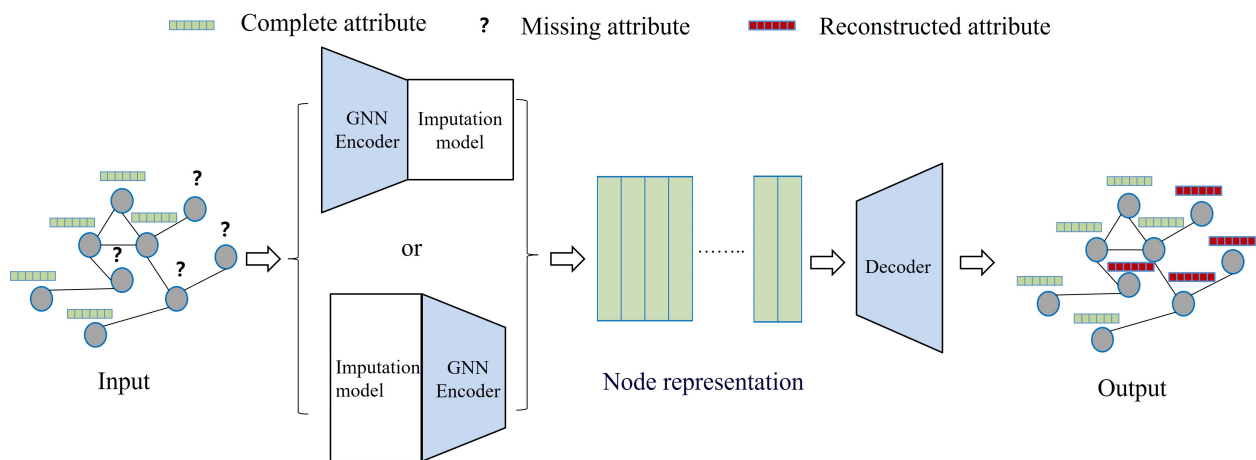 Complete attribute ? Missing attribute Reconstructed attribute
GNN
Encoder
Imputation
model
?
?
?
?
or
........
Decoder
Imputation
model
GNN
Encoder
Input
Node representation
Output